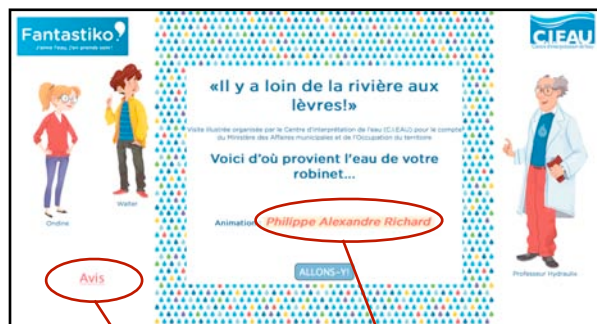 Fantastiko!
J'aime l'eau, j'en prends soin!
C.I.EAU
Centre d'interprétation de l'eau
«Il y a loin de la rivière aux
lèvres!»
Visite illustrée organisée par le Centre d'interprétation de l'eau (C.I.EAU) pour le compte
du Ministère des Affaires municipales et de l'Occupation du territoire
Voici d'où provient l'eau de votre
robinet...
Ondine
Walter
Animation: Philippe Alexandre Richard
Avis
ALLONS-Y!
Professeur Hydraulix